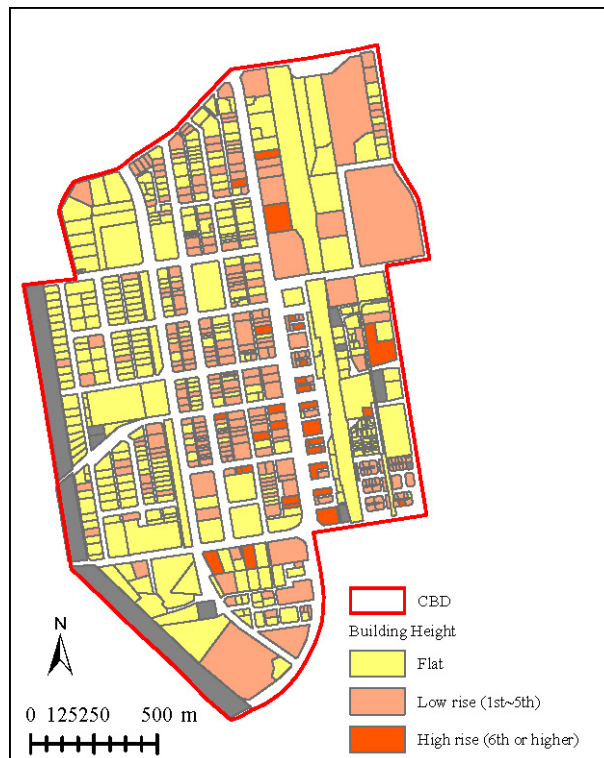 CBD
Building Height
Flat
Low rise (1st~5th)
High rise (6th or higher)
N
0 125250 500 m